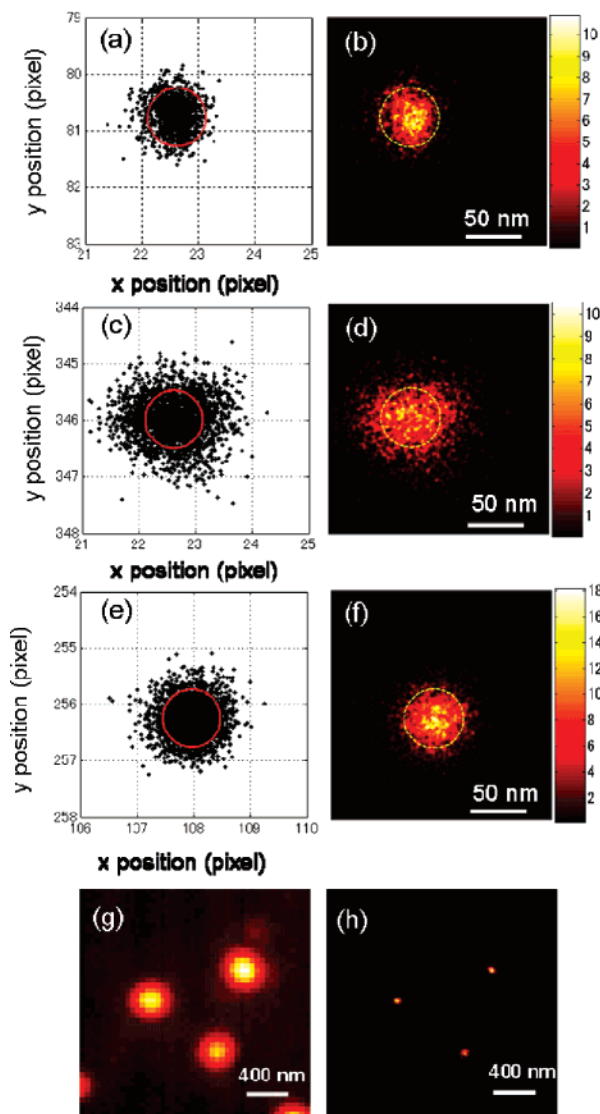 79
(a)
(b)
10
80
9
8
7
81
6
5
4
82
3
2
50 nm
1
83
21 22 23 24 25
y position (pixel)
x position (pixel)
344
(c)
(d)
10
345
9
8
7
346
6
5
4
347
3
2
50 nm
1
348
21 22 23 24 25
y position (pixel)
x position (pixel)
254
(e)
(f)
18
16
255
14
12
256
10
8
257
6
4
50 nm
2
258
106 107 108 109 110
y position (pixel)
x position (pixel)
(g)
(h)
400 nm
400 nm